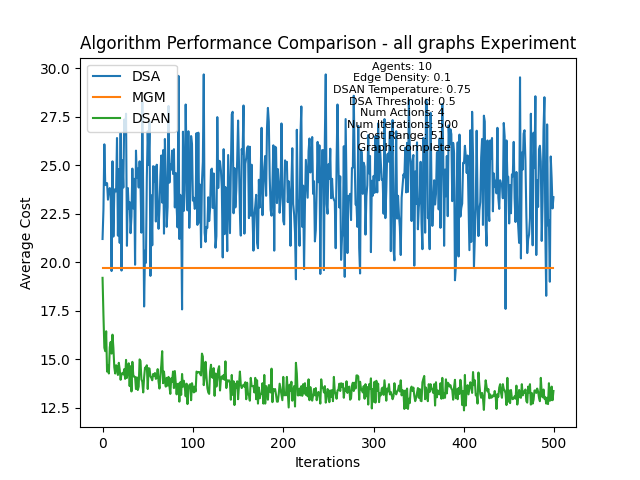 Algorithm Performance Comparison - all graphs Experiment
DSA
MGM
DSAN
Agents: 10
Edge Density: 0.1
DSAN Temperature: 0.75
DSA Threshold: 0.5
Num Actions: 4
Num Iterations: 500
Cost Range: 51
Graph: complete
Average Cost
30.0
27.5
25.0
22.5
20.0
17.5
15.0
12.5
0 100 200 300 400 500
Iterations